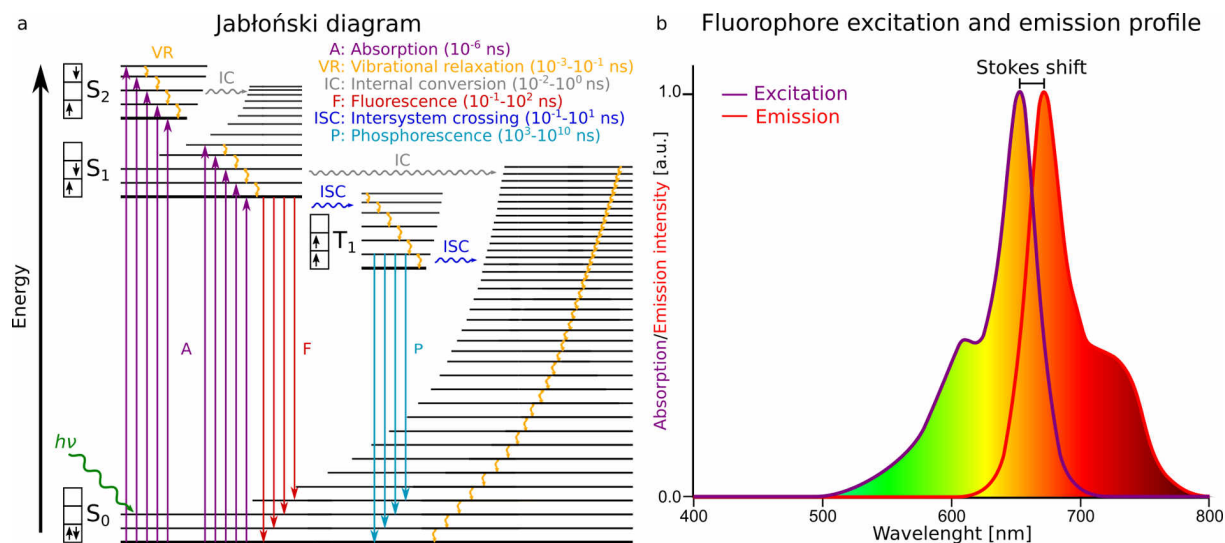 a
Jabłoński diagram
A: Absorption (10⁻⁶ ns)
VR: Vibrational relaxation (10⁻³-10⁻¹ ns)
IC: Internal conversion (10⁻²-10⁰ ns)
F: Fluorescence (10⁻¹-10² ns)
ISC: Intersystem crossing (10⁻¹-10¹ ns)
P: Phosphorescence (10³-10¹⁰ ns)
VR
IC
S₂
S₁
IC
ISC
T₁
ISC
Energy
A
F
P
hν
S₀
b
Fluorophore excitation and emission profile
Stokes shift
1.0
Excitation
Emission
Absorption/Emission intensity [a.u.]
0.0
400
500
600
700
800
Wavelenght [nm]